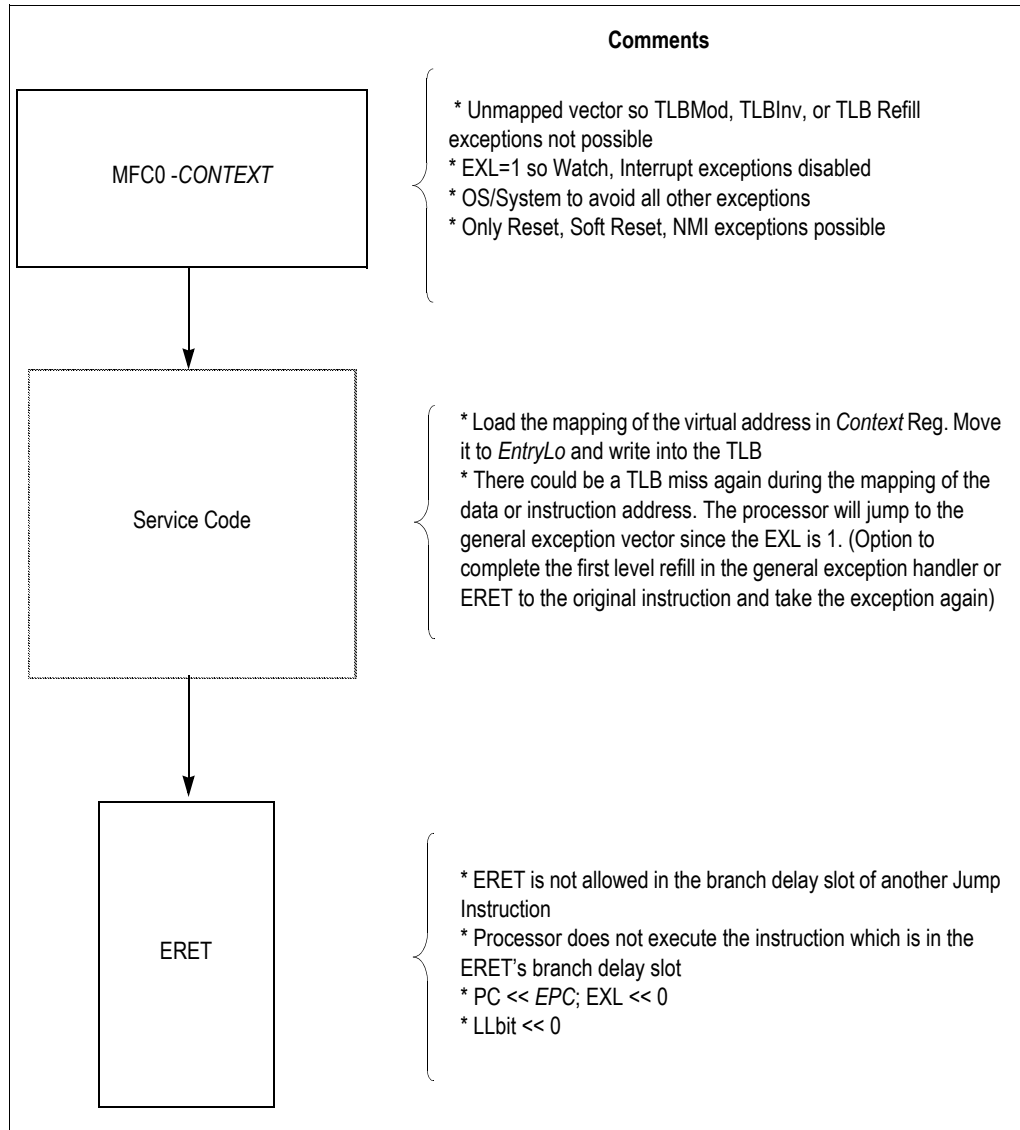 Comments
MFC0 -CONTEXT
* Unmapped vector so TLBMod, TLBInv, or TLB Refill
exceptions not possible
* EXL=1 so Watch, Interrupt exceptions disabled
* OS/System to avoid all other exceptions
* Only Reset, Soft Reset, NMI exceptions possible
Service Code
* Load the mapping of the virtual address in Context Reg. Move
it to EntryLo and write into the TLB
* There could be a TLB miss again during the mapping of the
data or instruction address. The processor will jump to the
general exception vector since the EXL is 1. (Option to
complete the first level refill in the general exception handler or
ERET to the original instruction and take the exception again)
ERET
* ERET is not allowed in the branch delay slot of another Jump
Instruction
* Processor does not execute the instruction which is in the
ERET's branch delay slot
* PC << EPC; EXL << 0
* LLbit << 0